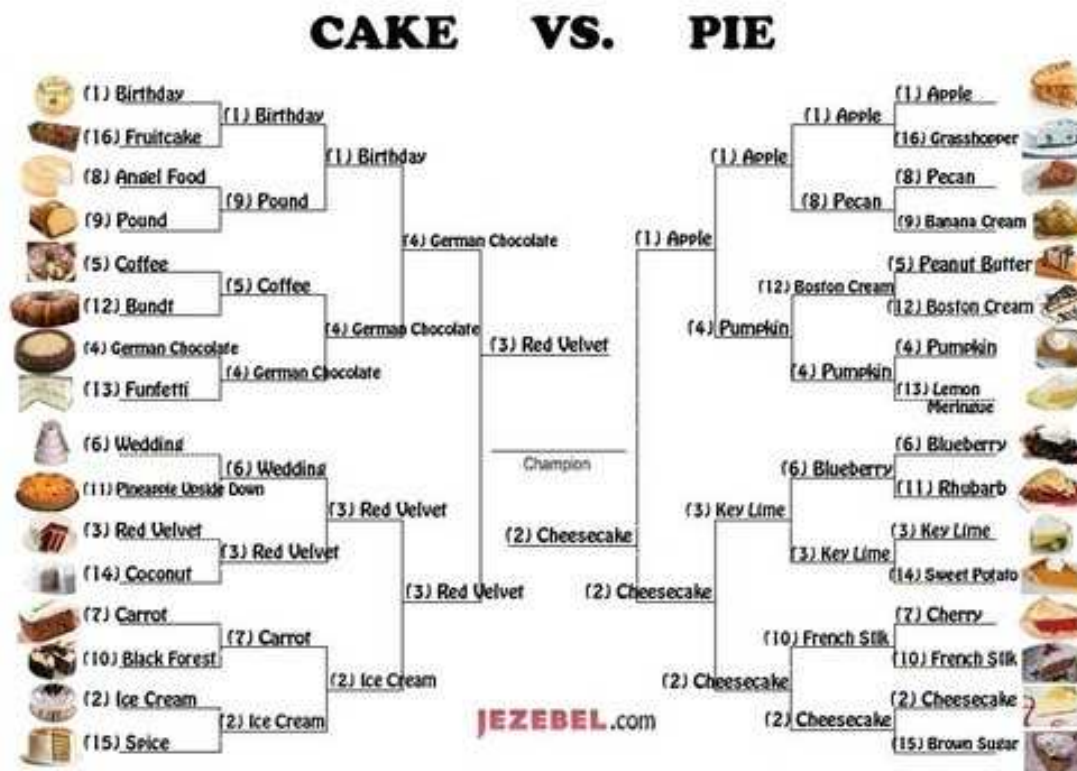 CAKE VS. PIE
(1) Birthday
(16) Fruitcake
(8) Angel Food
(9) Pound
(5) Coffee
(12) Bundt
(4) German Chocolate
(13) Funfetti
(6) Wedding
(11) Pineapple Upside Down
(3) Red Velvet
(14) Coconut
(7) Carrot
(10) Black Forest
(2) Ice Cream
(15) Spice
(1) Birthday
(9) Pound
(5) Coffee
(4) German Chocolate
(6) Wedding
(3) Red Velvet
(7) Carrot
(2) Ice Cream
(1) Birthday
(4) German Chocolate
(3) Red Velvet
(2) Ice Cream
(4) German Chocolate
(3) Red Velvet
(3) Red Velvet
Champion
(2) Cheesecake
(1) Apple
(2) Cheesecake
(1) Apple
(4) Pumpkin
(3) Key Lime
(2) Cheesecake
(1) Apple
(8) Pecan
(12) Boston Cream
(4) Pumpkin
(6) Blueberry
(3) Key Lime
(10) French Silk
(2) Cheesecake
(1) Apple
(16) Grasshopper
(8) Pecan
(9) Banana Cream
(5) Peanut Butter
(12) Boston Cream
(4) Pumpkin
(13) Lemon
Meringue
(6) Blueberry
(11) Rhubarb
(3) Key Lime
(14) Sweet Potato
(7) Cherry
(10) French Silk
(2) Cheesecake
(15) Brown Sugar
JEZEBEL.com